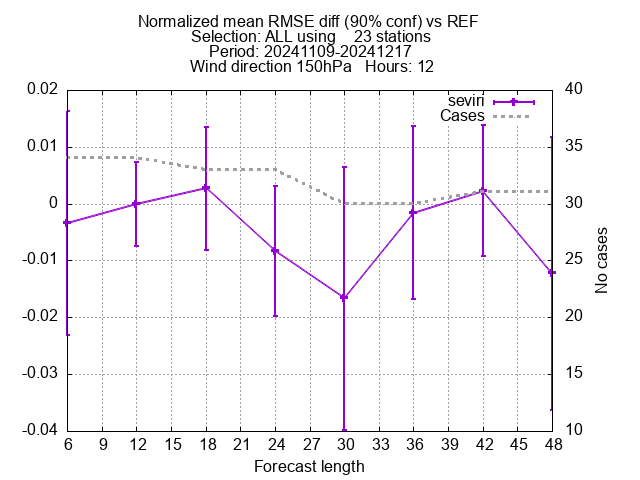 Normalized mean RMSE diff (90% conf) vs REF
Selection: ALL using    23 stations
Period: 20241109-20241217
Wind direction 150hPa   Hours: 12
seviri
Cases
0.02
0.01
0
-0.01
-0.02
-0.03
-0.04
40
35
30
25
20
15
10
No cases
6 9 12 15 18 21 24 27 30 33 36 39 42 45 48
Forecast length